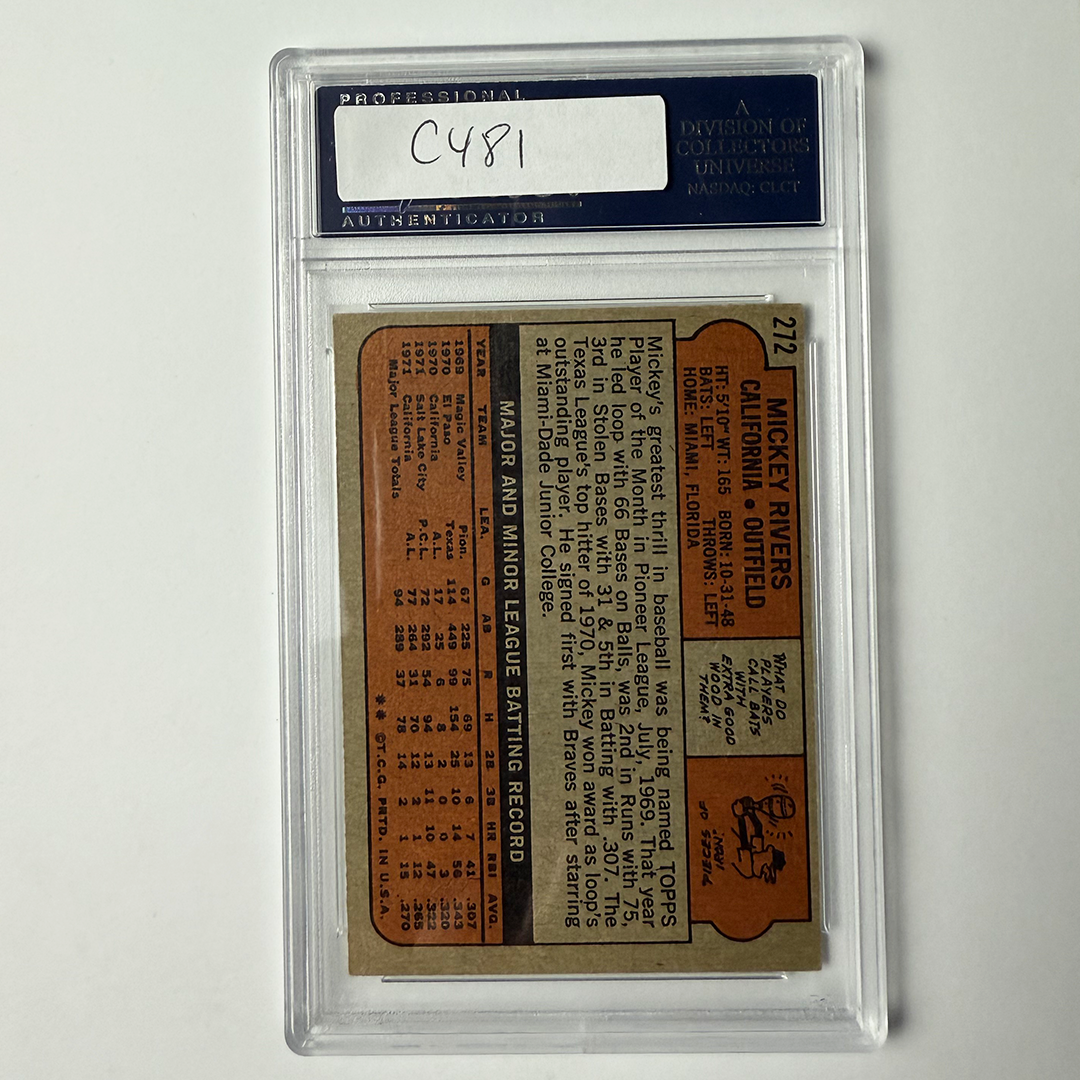 PROFESSIONAL
C481
AUTHENTICATOR
A
DIVISION OF
COLLECTORS
UNIVERSE
NASDAQ: CLCT
272
MICKEY RIVERS
CALIFORNIA • OUTFIELD
HT: 5'10" WT: 165 BORN: 10-31-48
BATS: LEFT THROWS: LEFT
HOME: MIAMI, FLORIDA
WHAT DO
PLAYERS
CALL BATS
WITH
EXTRA GOOD
WOOD IN
THEM?
PIECES OF
IRON.
Mickey's greatest thrill in baseball was being named TOPPS
Player of the Month in Pioneer League, July, 1969. That year
he led loop with 66 Bases on Balls, was 2nd in Runs with 75,
3rd in Stolen Bases with 31 & 5th in Batting with .307. The
Texas League's top hitter of 1970, Mickey won award as loop's
outstanding player. He signed first with Braves after starring
at Miami-Dade Junior College.
MAJOR AND MINOR LEAGUE BATTING RECORD
YEAR TEAM LEA. G AB R H 2B 3B HR RBI AVG.
1969 Magic Valley Pion. 67 225 75 69 13 6 7 41 .307
1970 El Paso Texas 114 449 99 154 25 10 14 56 .343
1970 California A.L. 17 25 6 8 2 0 0 3 .320
1971 Salt Lake City P.C.L. 72 292 54 94 13 11 10 47 .322
1971 California A.L. 77 264 31 70 12 2 1 12 .265
Major League Totals 94 289 37 78 14 2 1 15 .270
** ©T.C.G. PRTD. IN U.S.A.